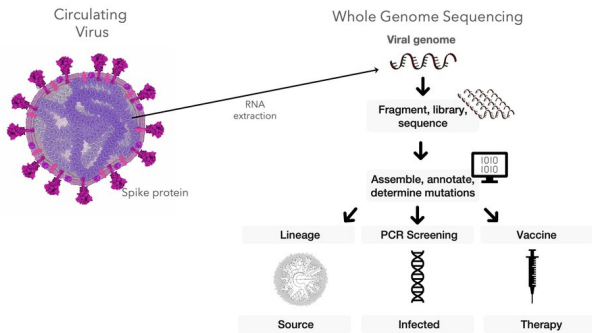 Circulating
Virus
Whole Genome Sequencing
Viral genome
RNA
extraction
Fragment, library,
sequence
Spike protein
Assemble, annotate,
determine mutations
1010
1010
Lineage
PCR Screening
Vaccine
Source
Infected
Therapy